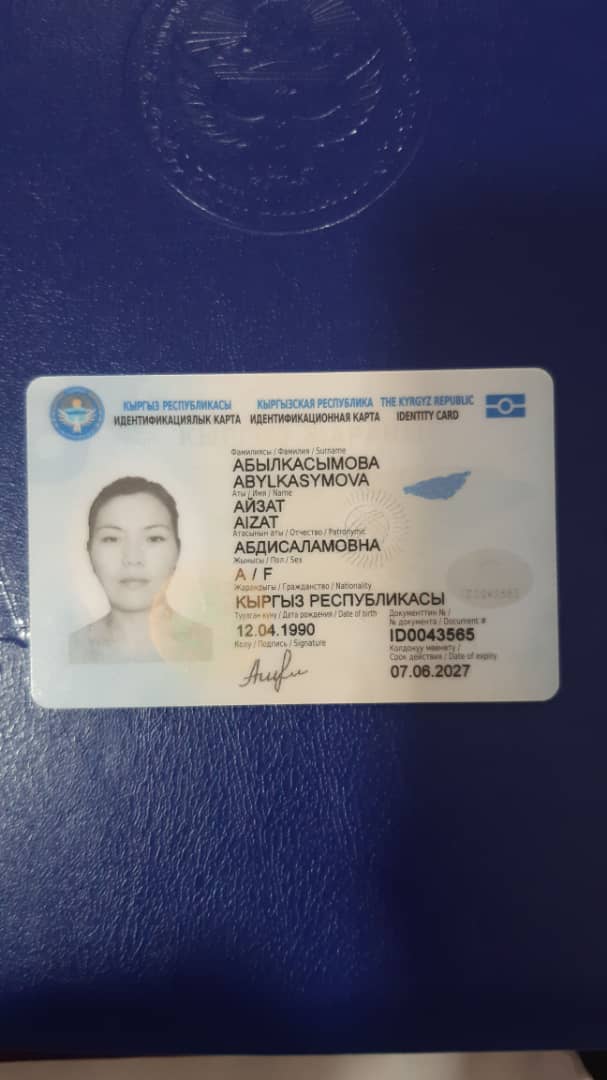 КЫРГЫЗ РЕСПУБЛИКАСЫ КЫРГЫЗСКАЯ РЕСПУБЛИКА THE KYRGYZ REPUBLIC
ИДЕНТИФИКАЦИЯЛЫК КАРТА ИДЕНТИФИКАЦИОННАЯ КАРТА IDENTITY CARD
Фамилиясы / Фамилия / Surname
АБЫЛКАСЫМОВА
ABYLKASYMOVA
Аты / Имя / Name
АЙЗАТ
AIZAT
Атасынын аты / Отчество / Patronymic
АБДИСАЛАМОВНА
Жынысы / Пол / Sex
А / F
Жарандыгы / Гражданство / Nationality
КЫРГЫЗ РЕСПУБЛИКАСЫ
Туулган күнү / Дата рождения / Date of birth
12.04.1990
Колу / Подпись / Signature
Документтин № /
№ документа / Document #
ID0043565
Колдонуу мөөнөтү /
Срок действия / Date of expiry
07.06.2027